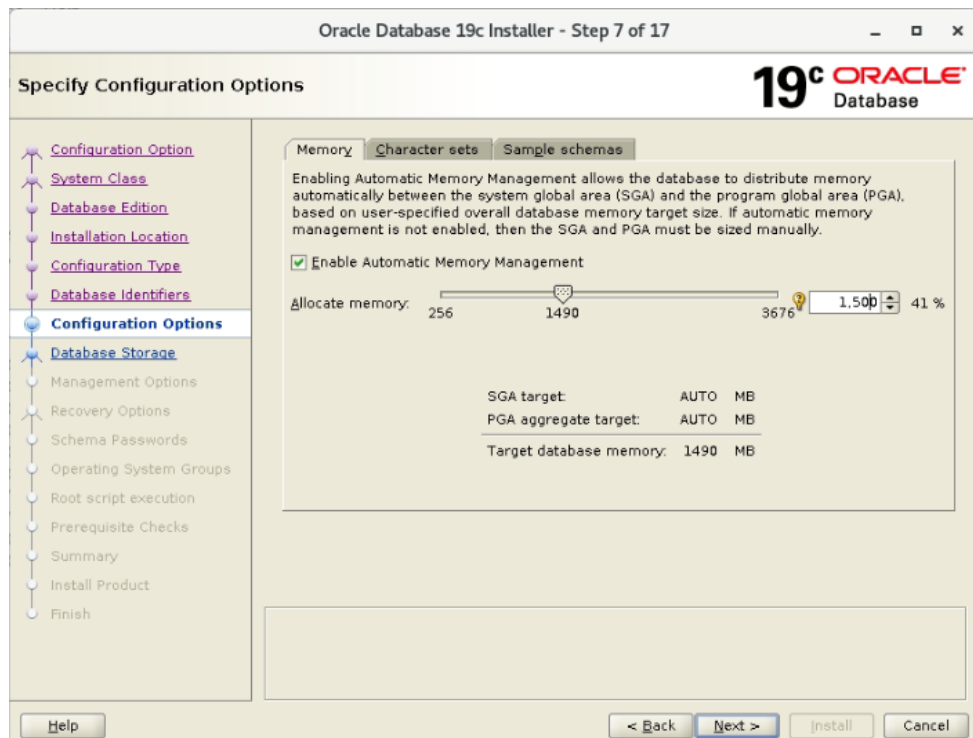 Oracle Database 19c Installer - Step 7 of 17
Specify Configuration Options
19c ORACLE
Database
Configuration Option
System Class
Database Edition
Installation Location
Configuration Type
Database Identifiers
Configuration Options
Database Storage
Management Options
Recovery Options
Schema Passwords
Operating System Groups
Root script execution
Prerequisite Checks
Summary
Install Product
Finish
Memory Character sets Sample schemas
Enabling Automatic Memory Management allows the database to distribute memory
automatically between the system global area (SGA) and the program global area (PGA),
based on user-specified overall database memory target size. If automatic memory
management is not enabled, then the SGA and PGA must be sized manually.
Enable Automatic Memory Management
Allocate memory: 256 1490 3676 1,500 41 %
SGA target: AUTO MB
PGA aggregate target: AUTO MB
Target database memory: 1490 MB
Help < Back Next > Install Cancel